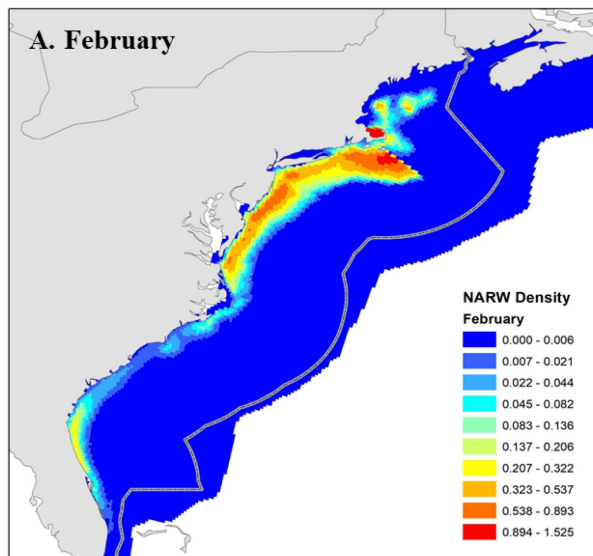 A. February
NARW Density
February
0.000 - 0.006
0.007 - 0.021
0.022 - 0.044
0.045 - 0.082
0.083 - 0.136
0.137 - 0.206
0.207 - 0.322
0.323 - 0.537
0.538 - 0.893
0.894 - 1.525